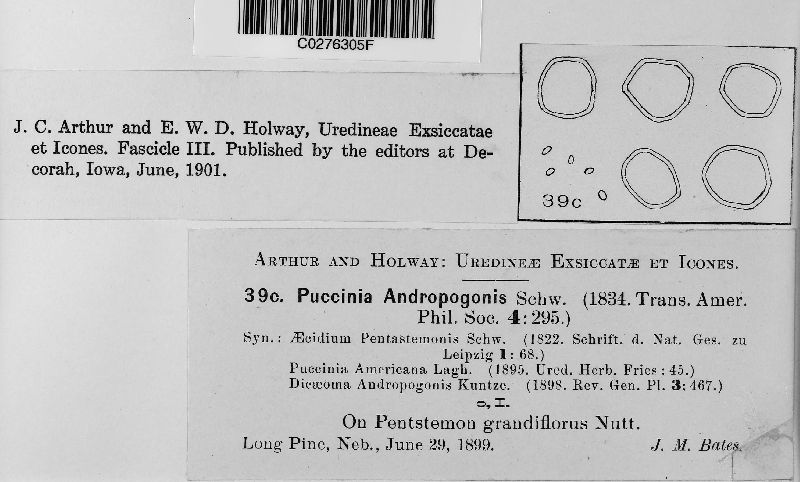 C0276305F
J. C. Arthur and E. W. D. Holway, Uredineae Exsiccatae
et Icones. Fascicle III. Published by the editors at De-
corah, Iowa, June, 1901.
39c
ARTHUR AND HOLWAY: UREDINEÆ EXSICCATÆ ET ICONES.
39c. Puccinia Andropogonis Schw. (1834. Trans. Amer.
Phil. Soc. 4:295.)
Syn.: Æcidium Pentastemonis Schw. (1822. Schrift. d. Nat. Ges. zu
Leipzig 1: 68.)
Puccinia Americana Lagh. (1895. Ured. Herb. Fries: 45.)
Dicæoma Andropogonis Kuntze. (1898. Rev. Gen. Pl. 3: 467.)
o, I.
On Pentstemon grandiflorus Nutt.
Long Pine, Neb., June 29, 1899. J. M. Bates.